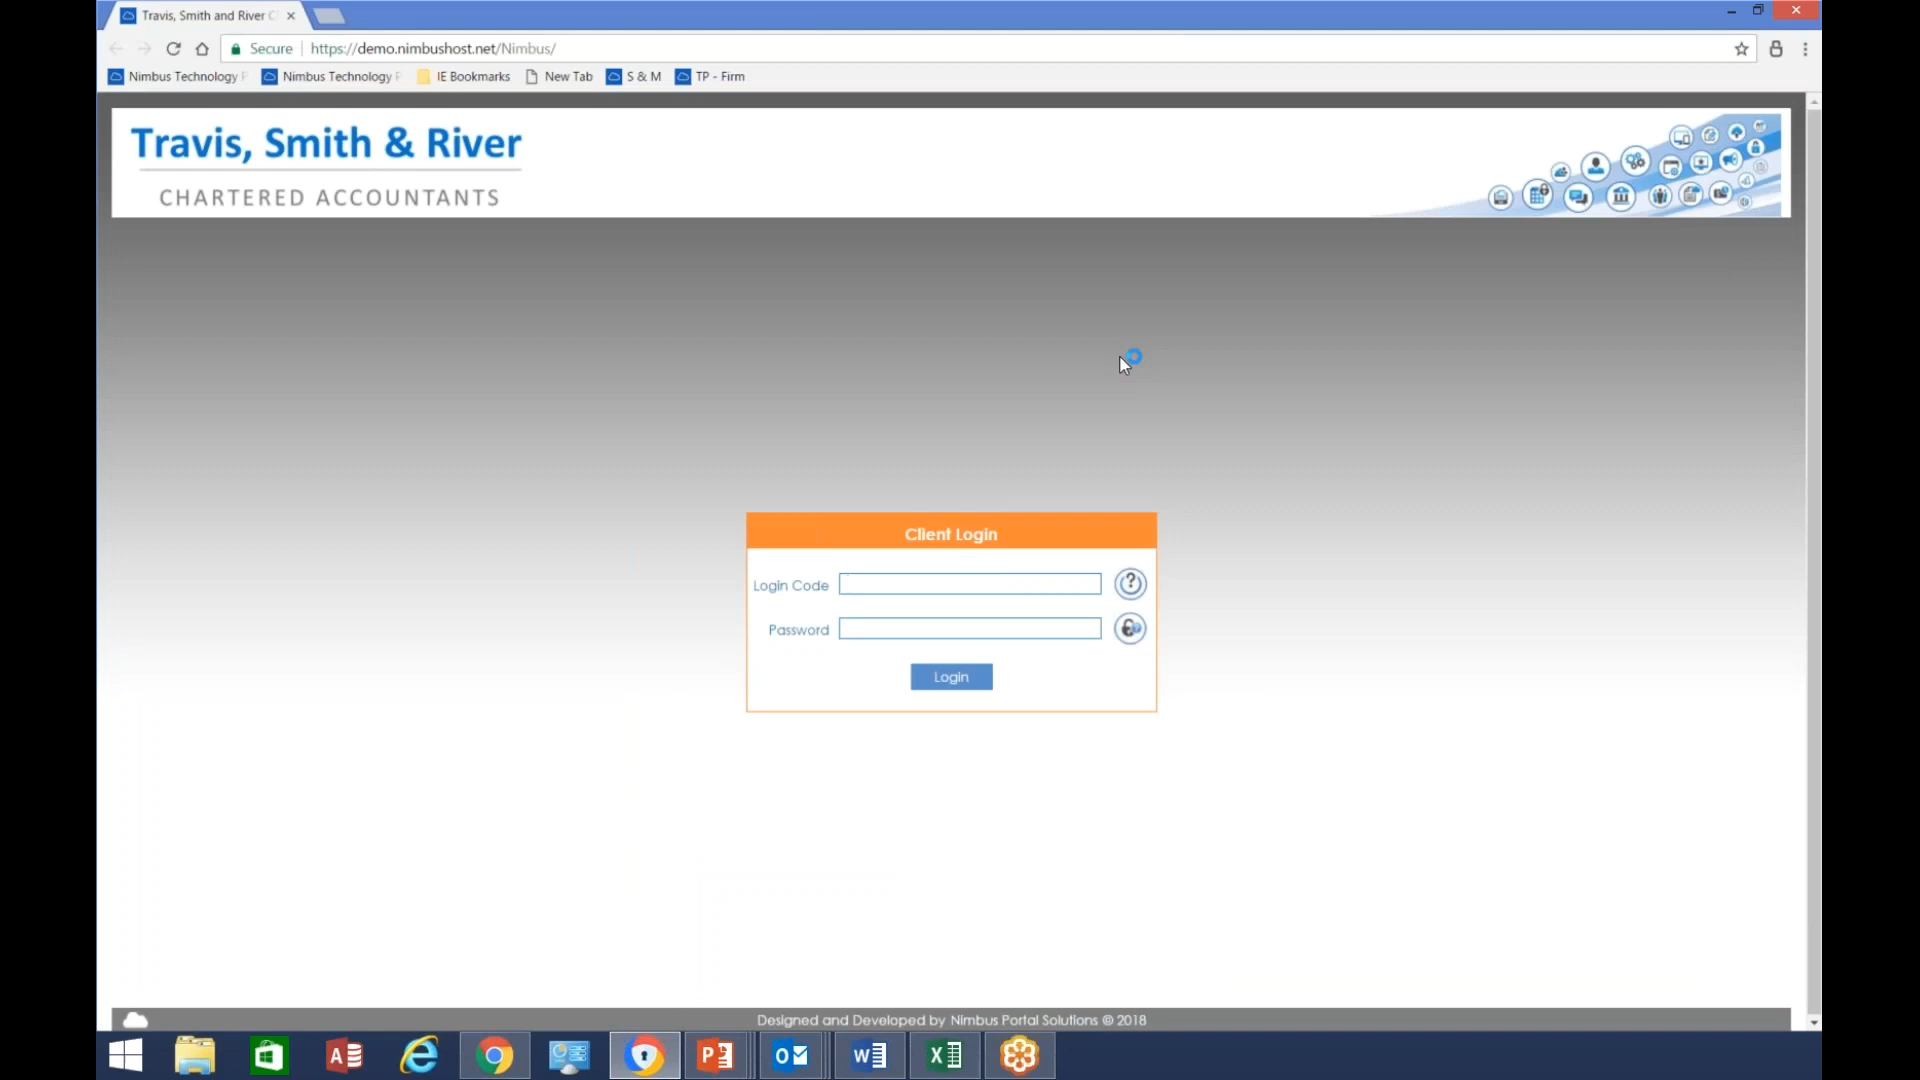 Travis, Smith and River C
Secure https://demo.nimbushost.net/Nimbus/
Nimbus Technology P Nimbus Technology P IE Bookmarks New Tab S & M TP - Firm
Travis, Smith & River
CHARTERED ACCOUNTANTS
Client Login
Login Code
Password
Login
Designed and Developed by Nimbus Portal Solutions © 2018